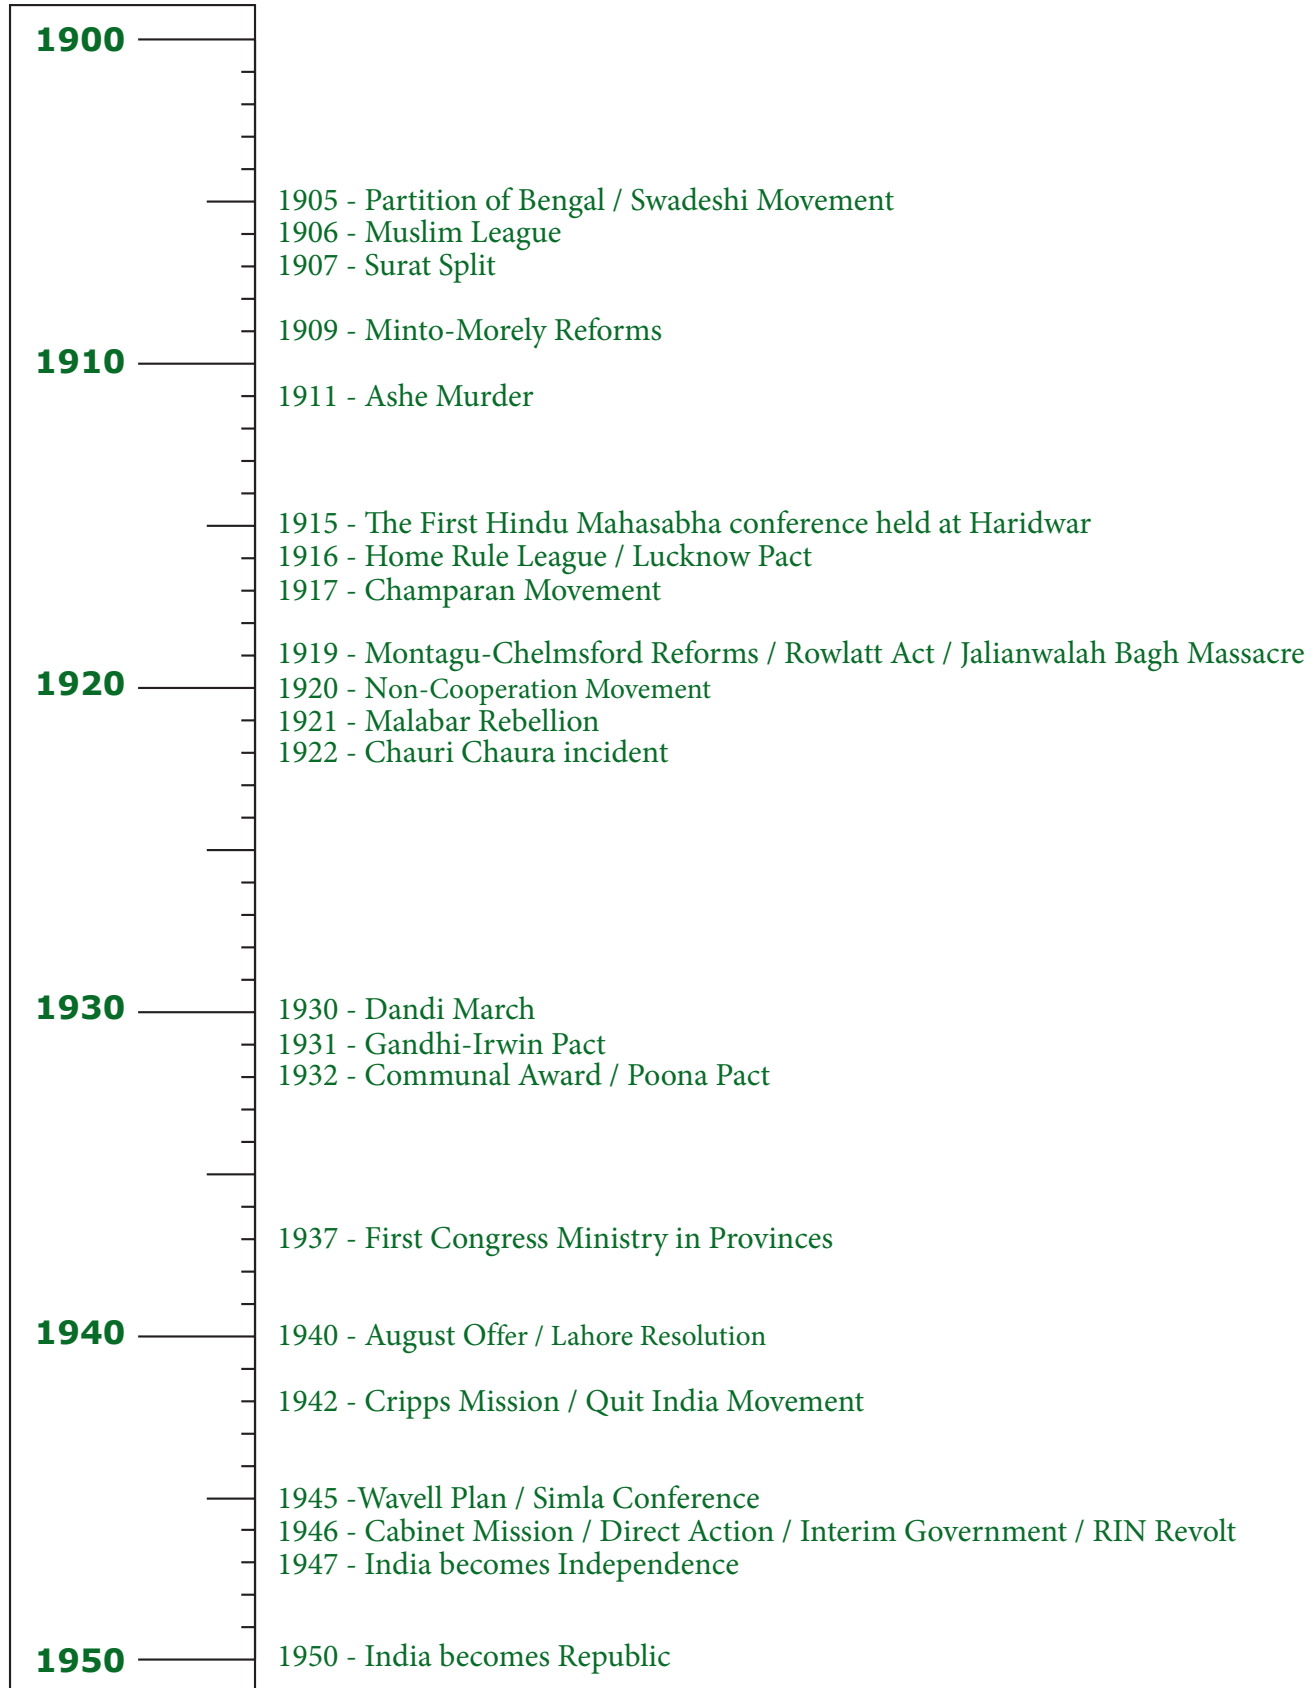 1900
1905 - Partition of Bengal / Swadeshi Movement
1906 - Muslim League
1907 - Surat Split
1909 - Minto-Morely Reforms
1910
1911 - Ashe Murder
1915 - The First Hindu Mahasabha conference held at Haridwar
1916 - Home Rule League / Lucknow Pact
1917 - Champaran Movement
1919 - Montagu-Chelmsford Reforms / Rowlatt Act / Jalianwalah Bagh Massacre
1920
1920 - Non-Cooperation Movement
1921 - Malabar Rebellion
1922 - Chauri Chaura incident
1930
1930 - Dandi March
1931 - Gandhi-Irwin Pact
1932 - Communal Award / Poona Pact
1937 - First Congress Ministry in Provinces
1940
1940 - August Offer / Lahore Resolution
1942 - Cripps Mission / Quit India Movement
1945 -Wavell Plan / Simla Conference
1946 - Cabinet Mission / Direct Action / Interim Government / RIN Revolt
1947 - India becomes Independence
1950
1950 - India becomes Republic